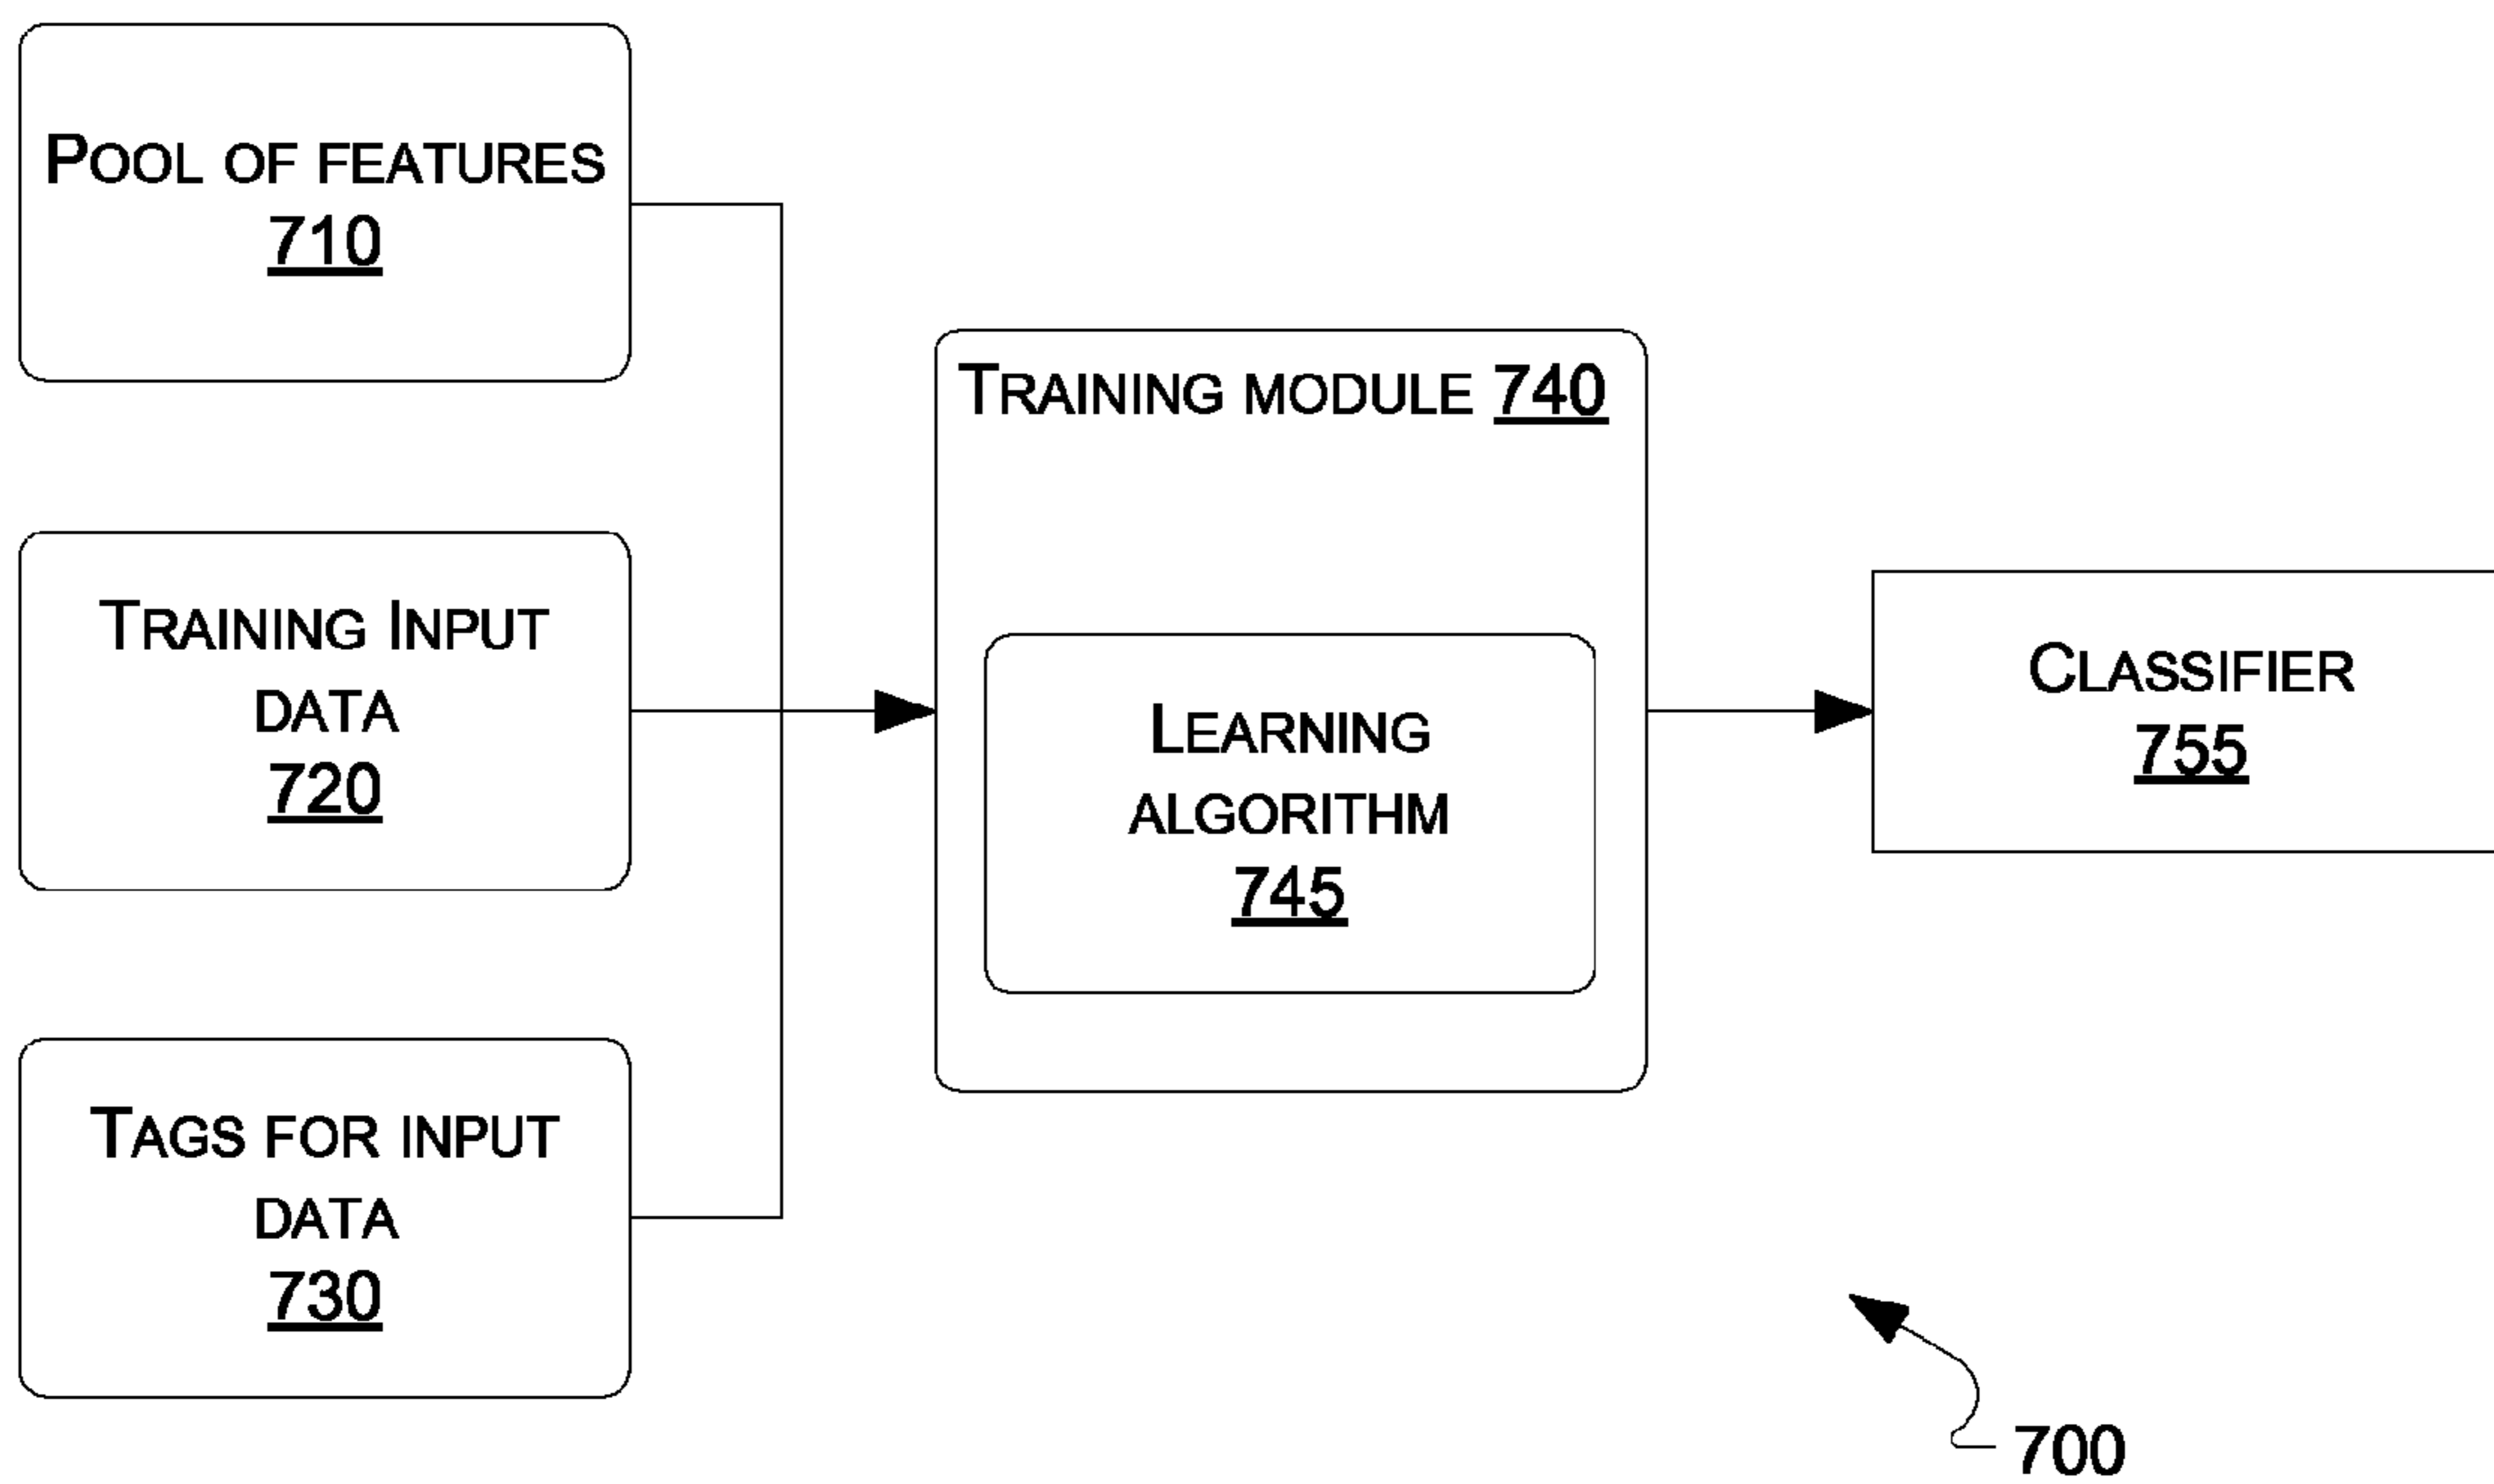 POOL OF FEATURES
710
TRAINING INPUT
DATA
720
TAGS FOR INPUT
DATA
730
TRAINING MODULE 740
LEARNING
ALGORITHM
745
CLASSIFIER
755
700